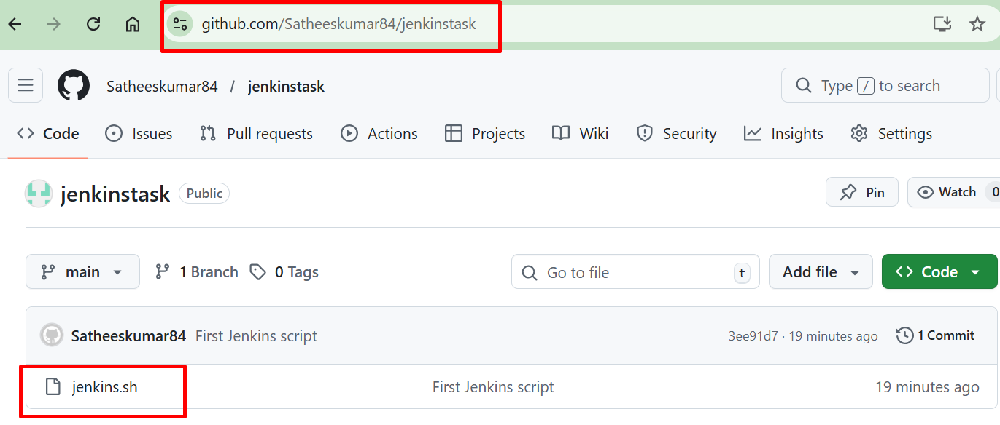 github.com/Satheeskumar84/jenkinstask
Satheeskumar84 / jenkinstask
Type / to search
Code Issues Pull requests Actions Projects Wiki Security Insights Settings
jenkinstask Public Pin Watch 0
main 1 Branch 0 Tags Go to file t Add file Code
Satheeskumar84 First Jenkins script 3ee91d7 · 19 minutes ago 1 Commit
jenkins.sh First Jenkins script 19 minutes ago